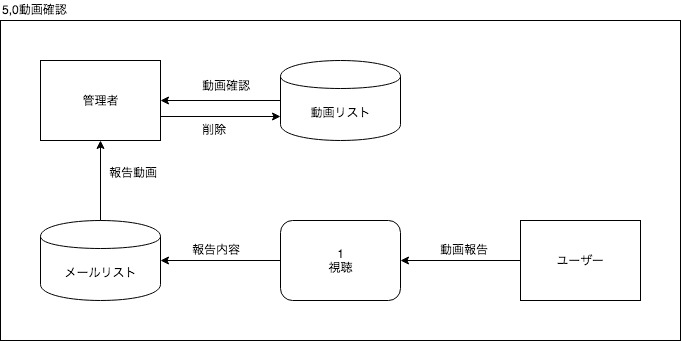 5,0動画確認
管理者
動画確認
削除
動画リスト
報告動画
メールリスト
報告内容
1
視聴
動画報告
ユーザー